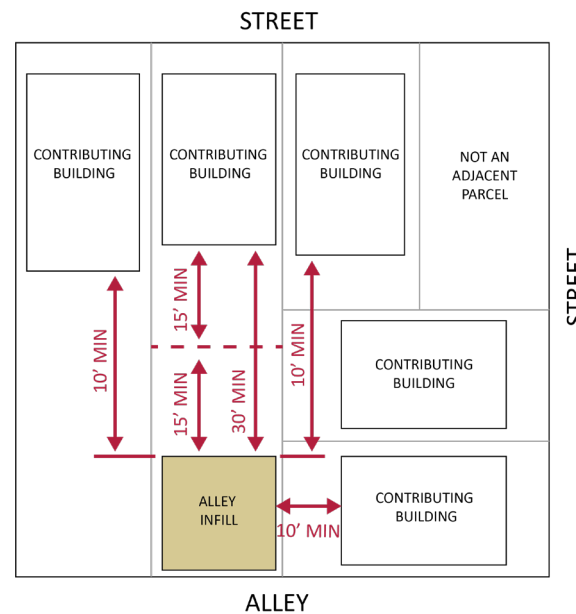 STREET
CONTRIBUTING
BUILDING
CONTRIBUTING
BUILDING
CONTRIBUTING
BUILDING
NOT AN
ADJACENT
PARCEL
STREET
10’ MIN
15’ MIN
15’ MIN
30’ MIN
10’ MIN
CONTRIBUTING
BUILDING
ALLEY
INFILL
10’ MIN
CONTRIBUTING
BUILDING
ALLEY